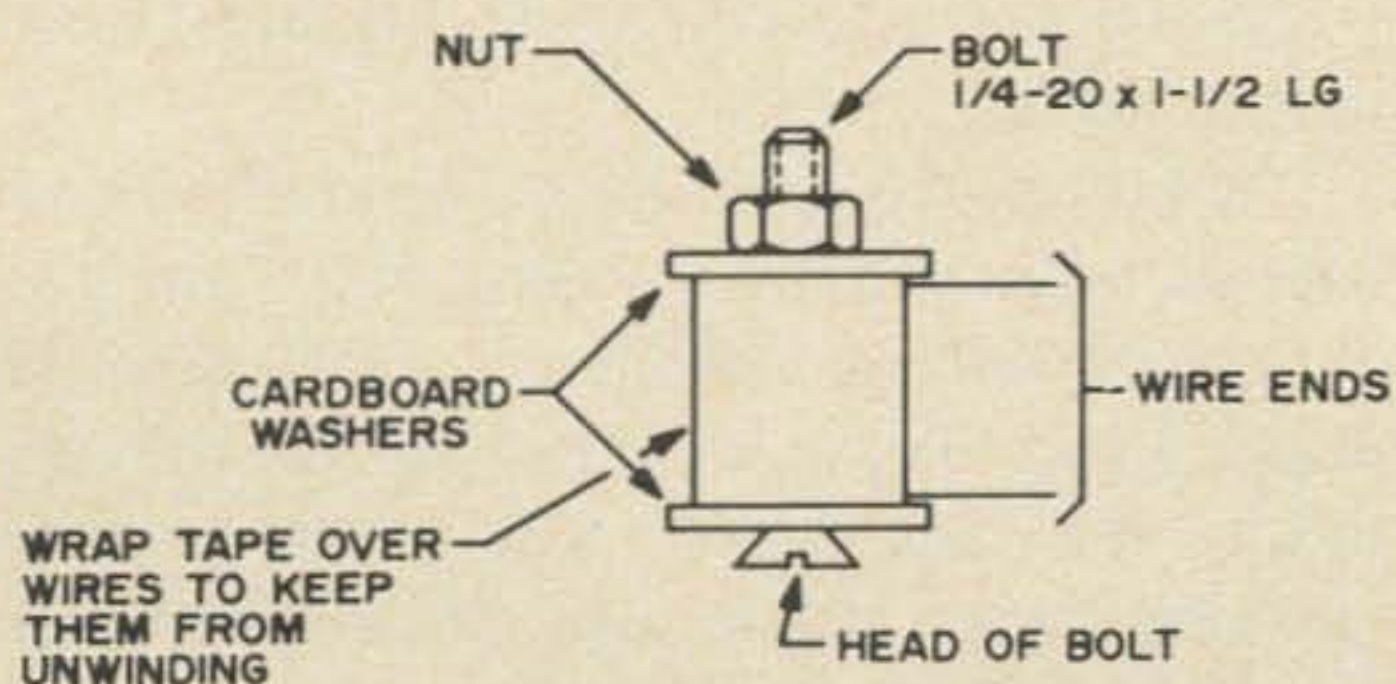 NUT
BOLT
1/4-20 x 1-1/2 LG
CARDBOARD
WASHERS
WIRE ENDS
WRAP TAPE OVER
WIRES TO KEEP
THEM FROM
UNWINDING
HEAD OF BOLT